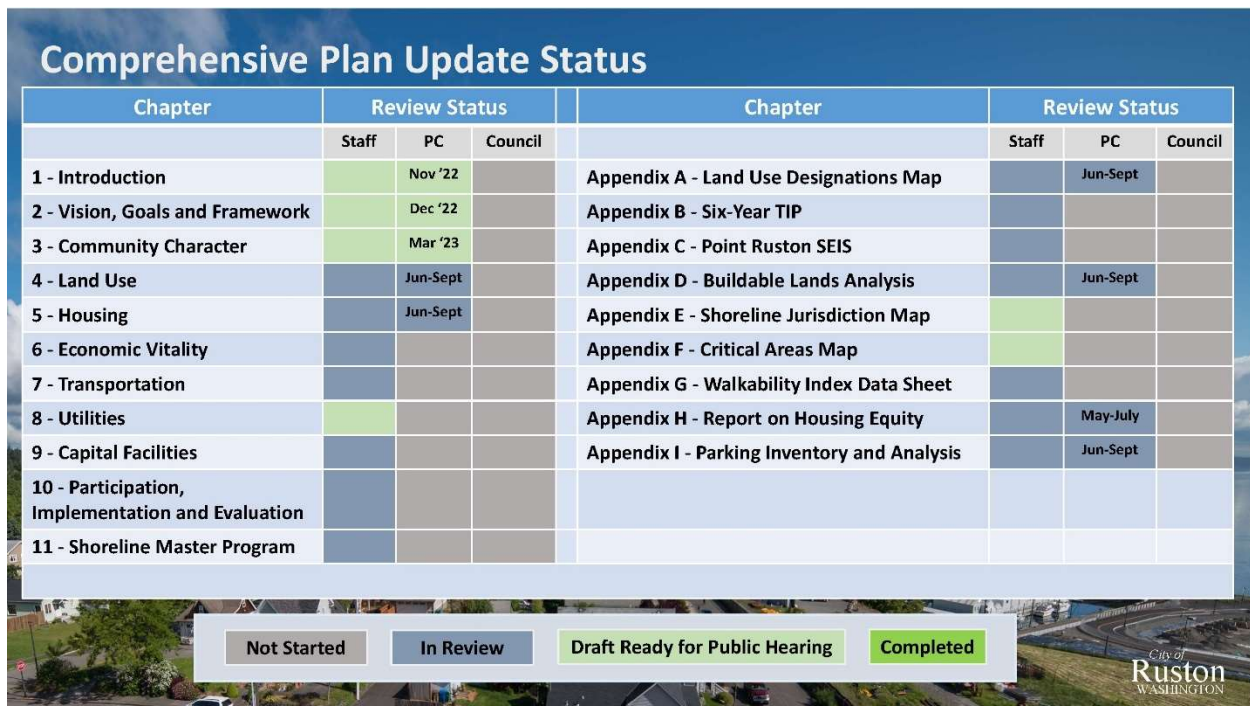 Comprehensive Plan Update Status
Chapter Review Status Chapter Review Status
Staff PC Council Staff PC Council
1 - Introduction Nov '22 Appendix A - Land Use Designations Map Jun-Sept
2 - Vision, Goals and Framework Dec '22 Appendix B - Six-Year TIP
3 - Community Character Mar '23 Appendix C - Point Ruston SEIS
4 - Land Use Jun-Sept Appendix D - Buildable Lands Analysis Jun-Sept
5 - Housing Jun-Sept Appendix E - Shoreline Jurisdiction Map
6 - Economic Vitality Appendix F - Critical Areas Map
7 - Transportation Appendix G - Walkability Index Data Sheet
8 - Utilities Appendix H - Report on Housing Equity May-July
9 - Capital Facilities Appendix I - Parking Inventory and Analysis Jun-Sept
10 - Participation,
Implementation and Evaluation
11 - Shoreline Master Program
Not Started In Review Draft Ready for Public Hearing Completed
City of
Ruston
WASHINGTON